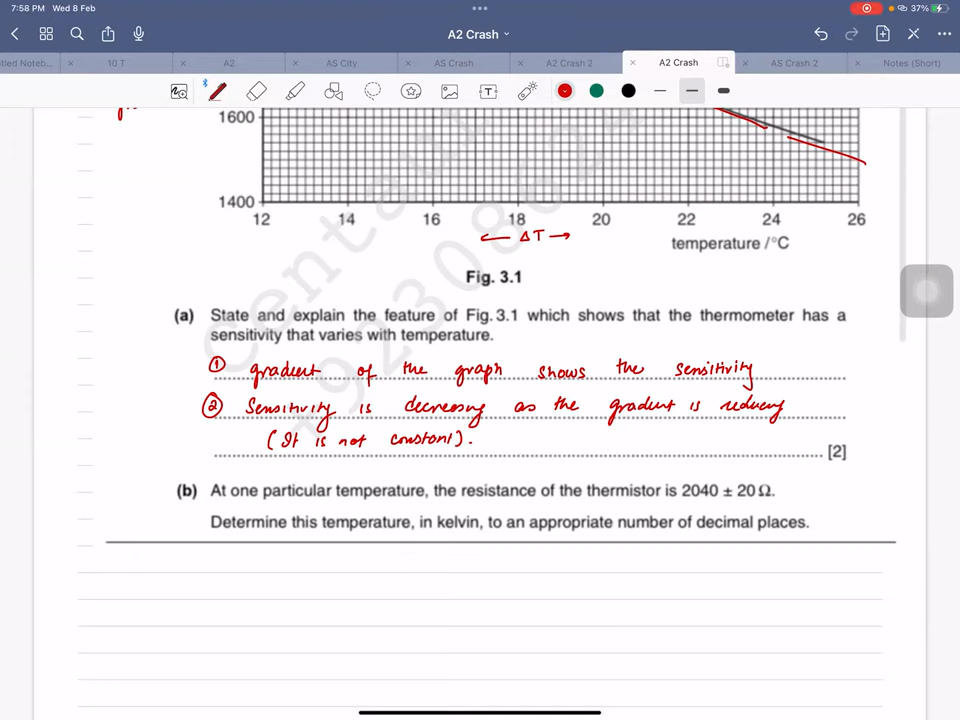 7:58 PM Wed 8 Feb
37%
A2 Crash
tled Noteb...
10 T
A2
AS City
AS Crash
A2 Crash 2
A2 Crash
AS Crash 2
Notes (Short)
1600
1400
12 14 16 18 20 22 24 26
← ΔT →
temperature / °C
Fig. 3.1
(a) State and explain the feature of Fig. 3.1 which shows that the thermometer has a
sensitivity that varies with temperature.
① gradient of the graph shows the sensitivity
② Sensitivity is decreasing as the gradient is reducing
(It is not constant).
[2]
(b) At one particular temperature, the resistance of the thermistor is 2040 ± 20 Ω.
Determine this temperature, in kelvin, to an appropriate number of decimal places.